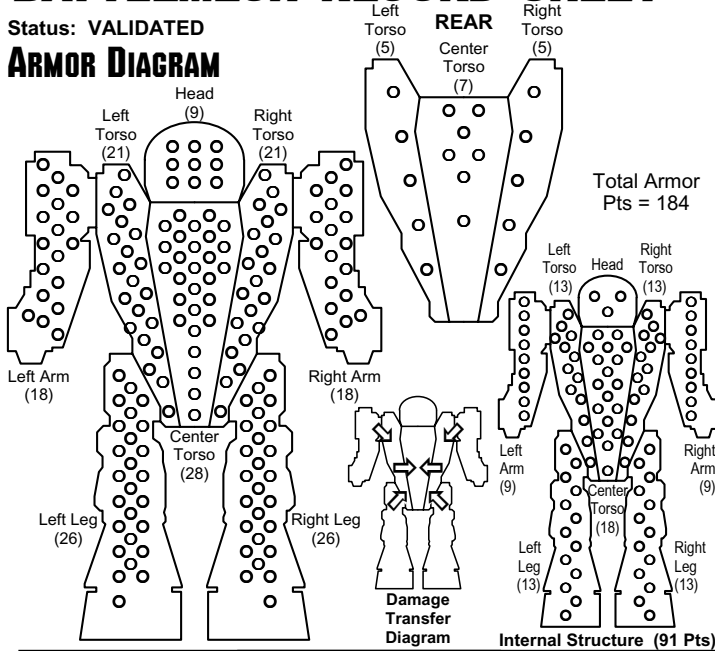 Status: VALIDATED
ARMOR DIAGRAM
Head
(9)
Left
Torso
(21)
Right
Torso
(21)
Left Arm
(18)
Right Arm
(18)
Center
Torso
(28)
Left Leg
(26)
Right Leg
(26)
Left
Torso
(5)
REAR
Center
Torso
(7)
Right
Torso
(5)
Total Armor
Pts = 184
Left
Torso
(13)
Head
Right
Torso
(13)
Left
Arm
(9)
Right
Arm
(9)
Center
Torso
(18)
Left
Leg
(13)
Right
Leg
(13)
Damage
Transfer
Diagram
Internal Structure (91 Pts)